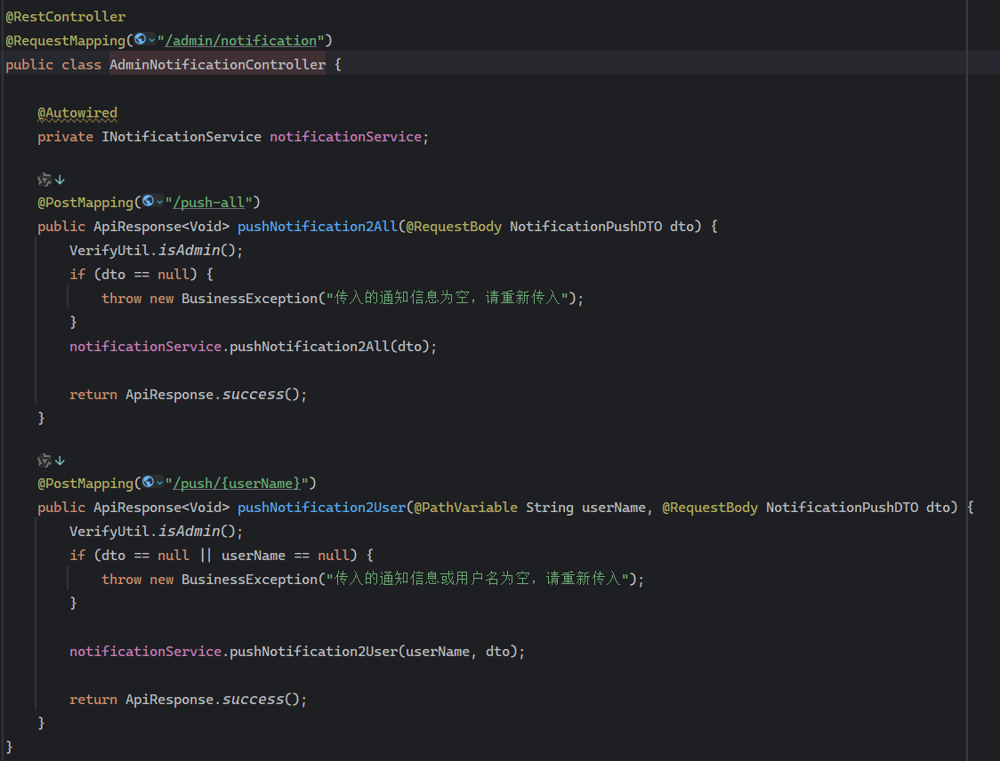 @RestController
@RequestMapping("/admin/notification")
public class AdminNotificationController {
@Autowired
private INotificationService notificationService;
@PostMapping("/push-all")
public ApiResponse<Void> pushNotification2All(@RequestBody NotificationPushDTO dto) {
VerifyUtil.isAdmin();
if (dto == null) {
throw new BusinessException("传入的通知信息为空，请重新传入");
}
notificationService.pushNotification2All(dto);
return ApiResponse.success();
}
@PostMapping("/push/{userName}")
public ApiResponse<Void> pushNotification2User(@PathVariable String userName, @RequestBody NotificationPushDTO dto) {
VerifyUtil.isAdmin();
if (dto == null || userName == null) {
throw new BusinessException("传入的通知信息或用户名为空，请重新传入");
}
notificationService.pushNotification2User(userName, dto);
return ApiResponse.success();
}
}